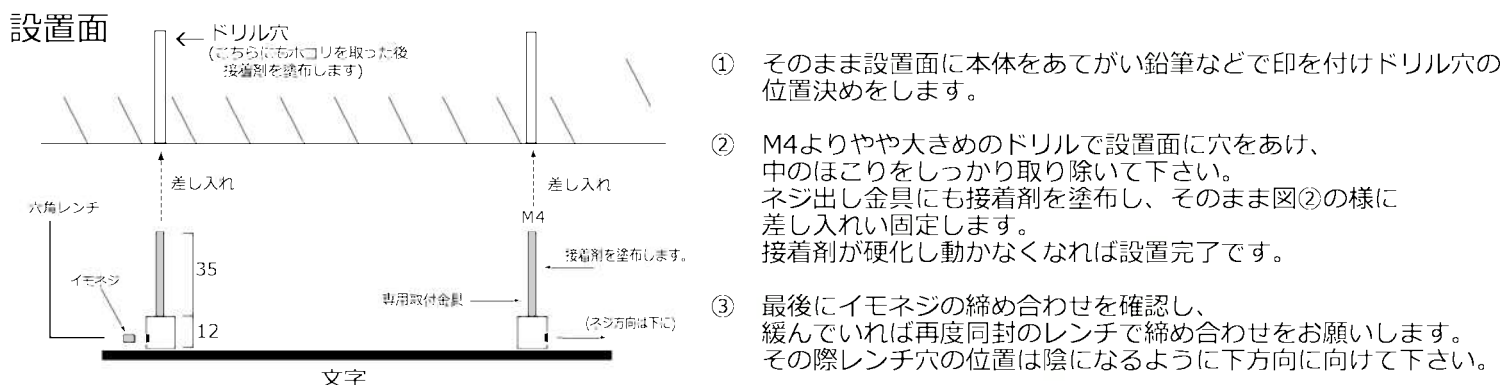 設置面
ドリル穴
(こちらにもホコリを取った後
接着剤を塗布します)
差し入れ
差し入れ
六角レンチ
M4
イモネジ
35
接着剤を塗布します。
専用取付金具
12
(ネジ方向は下に)
文字
① そのまま設置面に本体をあてがい鉛筆などで印を付けドリル穴の
位置決めをします。
② M4よりやや大きめのドリルで設置面に穴をあけ、
中のほこりをしっかり取り除いて下さい。
ネジ出し金具にも接着剤を塗布し、そのまま図②の様に
差し入れい固定します。
接着剤が硬化し動かなくなれば設置完了です。
③ 最後にイモネジの締め合わせを確認し、
緩んでいれば再度同封のレンチで締め合わせをお願いします。
その際レンチ穴の位置は陰になるように下方向に向けて下さい。